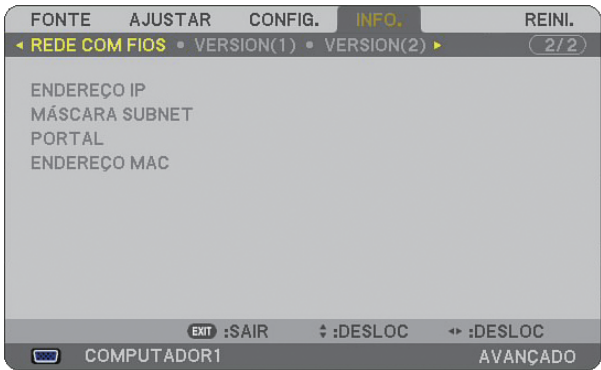 FONTE AJUSTAR CONFIG. INFO. REINI.
REDE COM FIOS • VERSION(1) • VERSION(2) 2/2
ENDEREÇO IP
MÁSCARA SUBNET
PORTAL
ENDEREÇO MAC
EXIT :SAIR :DESLOC :DESLOC
COMPUTADOR1 AVANÇADO